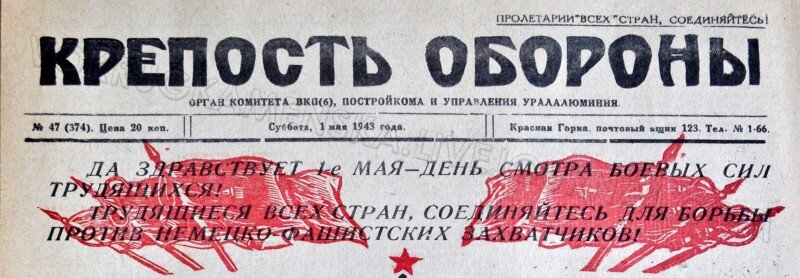 ПРОЛЕТАРИИ "ВСЕХ" СТРАН, СОЕДИНЯЙТЕСЬ!
КРЕПОСТЬ ОБОРОНЫ
ОРГАН КОМИТЕТА ВКП(б), ПОСТРОЙКОМА И УПРАВЛЕНИЯ УРАЛАЛЮМИНИЯ.
№ 47 (374). Цена 20 коп. Суббота, 1 мая 1943 года. Красная Горка, почтовый ящик 123. Тел. № 1-66.
ДА ЗДРАВСТВУЕТ 1-е МАЯ—ДЕНЬ СМОТРА БОЕВЫХ СИЛ
ТРУДЯЩИХСЯ!
ТРУДЯЩИЕСЯ ВСЕХ СТРАН, СОЕДИНЯЙТЕСЬ ДЛЯ БОРЬБЫ
ПРОТИВ НЕМЕЦКО-ФАШИСТСКИХ ЗАХВАТЧИКОВ!